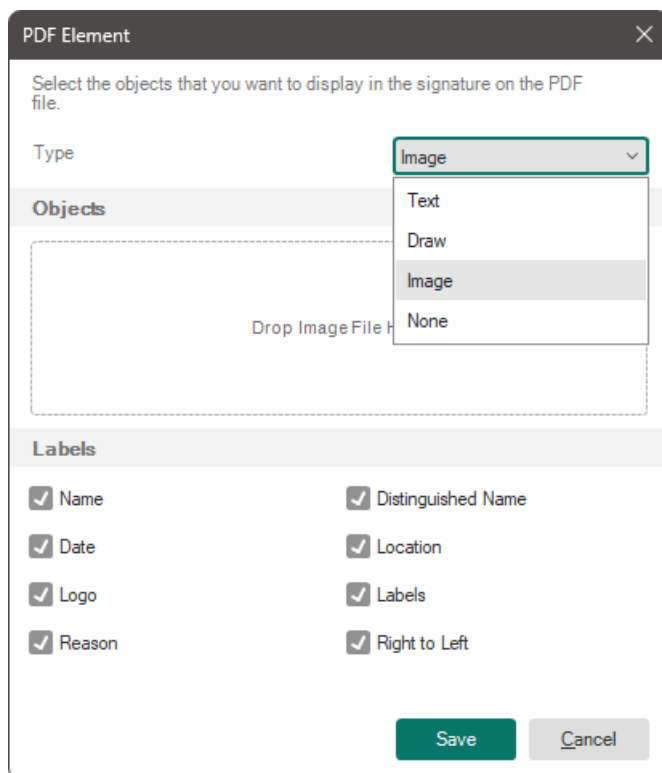 PDF Element
Select the objects that you want to display in the signature on the PDF
file.
Type
Image
Text
Draw
Image
None
Objects
Drop Image File
Labels
Name
Distinguished Name
Date
Location
Logo
Labels
Reason
Right to Left
Save
Cancel